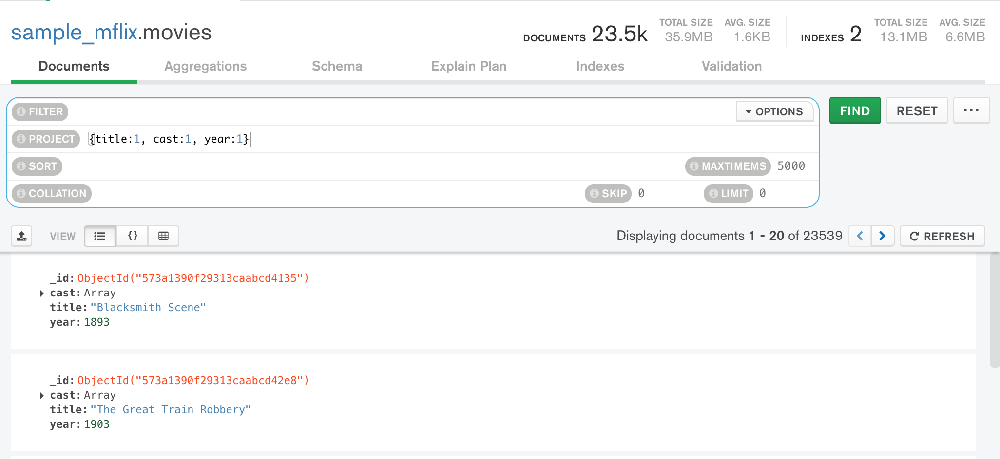 sample_mflix.movies
DOCUMENTS 23.5k TOTAL SIZE 35.9MB AVG. SIZE 1.6KB INDEXES 2 TOTAL SIZE 13.1MB AVG. SIZE 6.6MB
Documents Aggregations Schema Explain Plan Indexes Validation
FILTER OPTIONS FIND RESET ...
PROJECT {title:1, cast:1, year:1}
SORT MAXTIMEMS 5000
COLLATION SKIP 0 LIMIT 0
VIEW {} Displaying documents 1 - 20 of 23539 REFRESH
_id: ObjectId("573a1390f29313caabcd4135")
cast: Array
title: "Blacksmith Scene"
year: 1893
_id: ObjectId("573a1390f29313caabcd42e8")
cast: Array
title: "The Great Train Robbery"
year: 1903